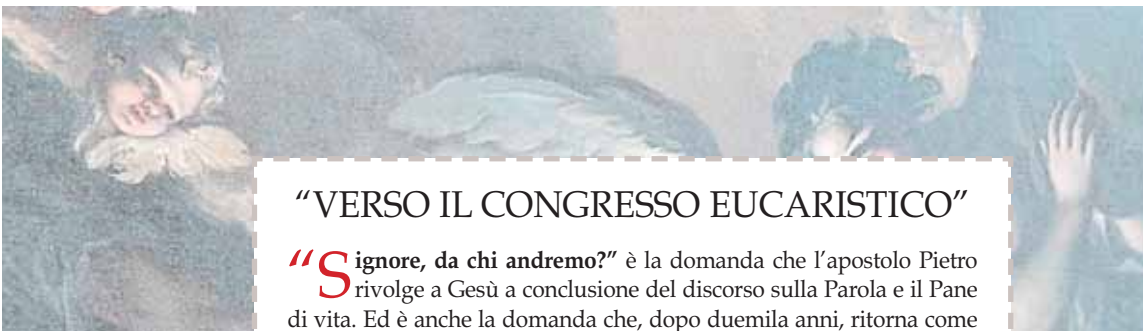 “VERSO IL CONGRESSO EUCARISTICO”
“Signore, da chi andremo?” è la domanda che l’apostolo Pietro
rivolge a Gesù a conclusione del discorso sulla Parola e il Pane
di vita. Ed è anche la domanda che, dopo duemila anni, ritorna come